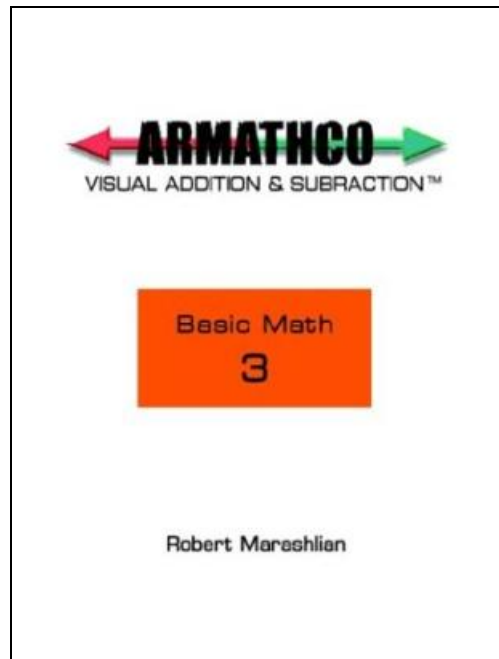 ARMATHCO
VISUAL ADDITION & SUBRACTION™
Basic Math
3
Robert Marashlian